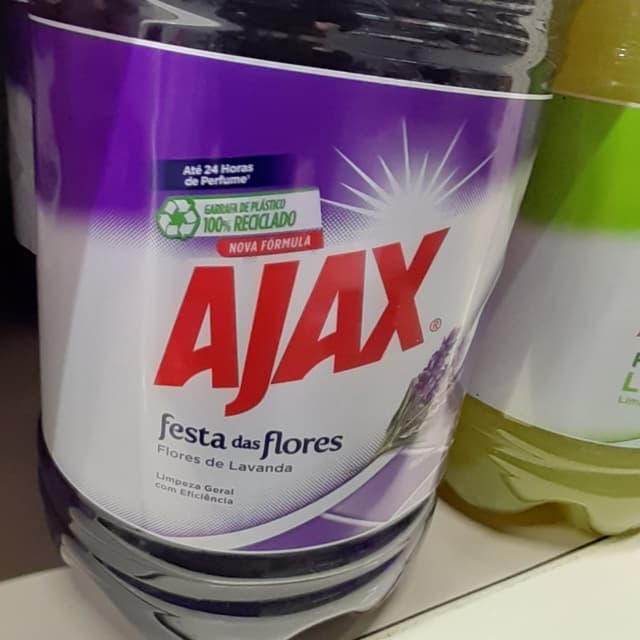 Até 24 Horas
de Perfume
GARRAFA DE PLÁSTICO
100% RECICLADO
NOVA FÓRMULA
AJAX®
festa das flores
Flores de Lavanda
Limpeza Geral
com Eficiência